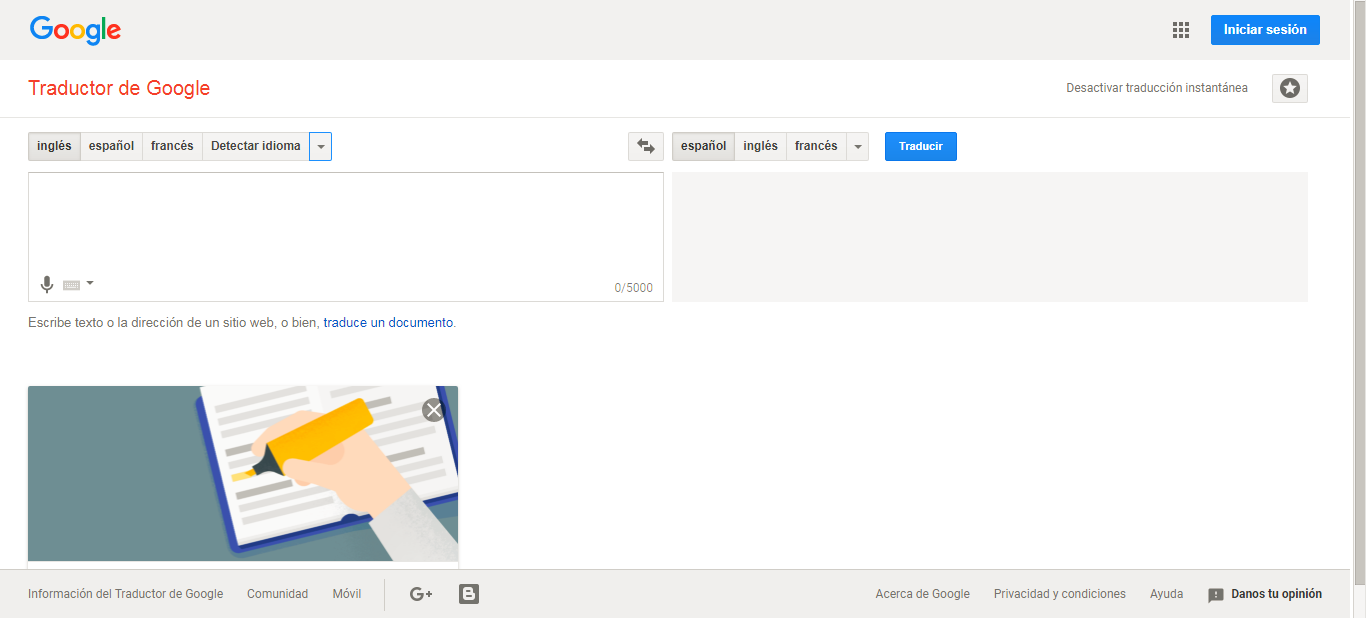 Google
Iniciar sesión
Traductor de Google
Desactivar traducción instantánea
inglés español francés Detectar idioma
español inglés francés Traducir
0/5000
Escribe texto o la dirección de un sitio web, o bien, traduce un documento.
Información del Traductor de Google Comunidad Móvil G+ B Acerca de Google Privacidad y condiciones Ayuda Danos tu opinión